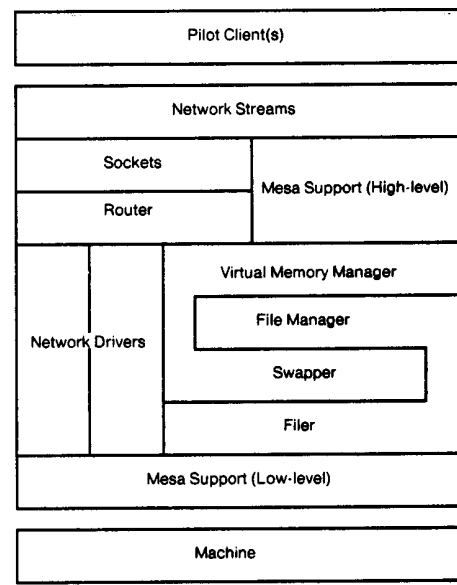 Pilot Client(s)
Network Streams
Sockets
Mesa Support (High-level)
Router
Virtual Memory Manager
File Manager
Network Drivers
Swapper
Filer
Mesa Support (Low-level)
Machine